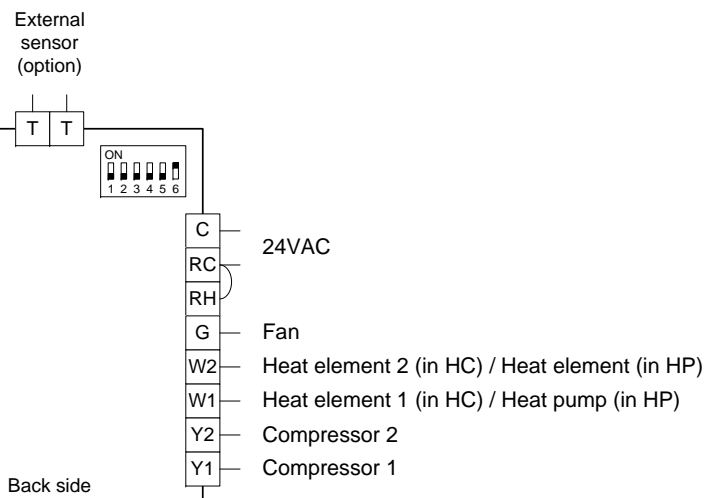 External
sensor
(option)
T T
ON
1 2 3 4 5 6
C
24VAC
RC
RH
G Fan
W2 Heat element 2 (in HC) / Heat element (in HP)
W1 Heat element 1 (in HC) / Heat pump (in HP)
Y2 Compressor 2
Y1 Compressor 1
Back side